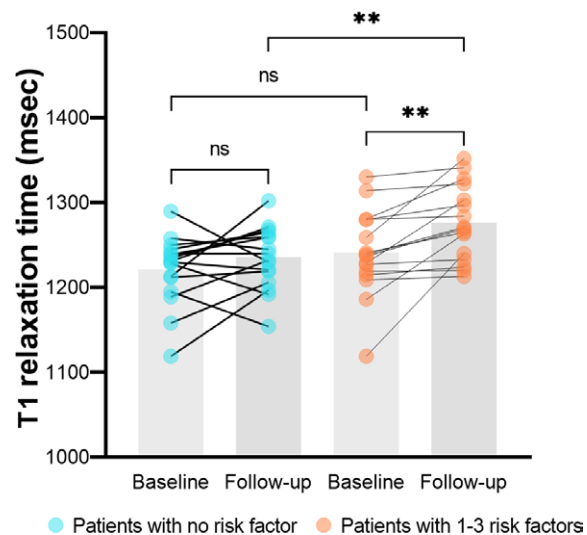 T1 relaxation time (msec)
1500
1400
1300
1200
1100
1000
**
ns
**
ns
Baseline Follow-up Baseline Follow-up
Patients with no risk factor Patients with 1-3 risk factors